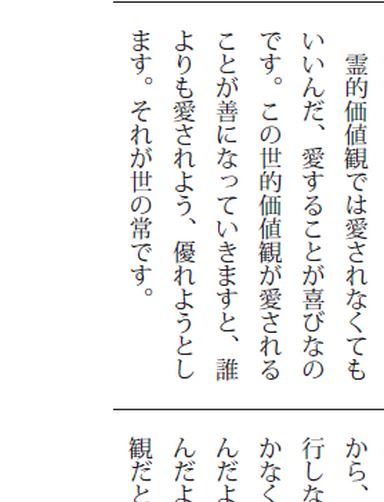 霊的価値観では愛されなくても
いいんだ、愛することが喜びなの
です。この世的価値観が愛される
ことが善になっていきますと、誰
よりも愛されよう、優れようとし
ます。それが世の常です。
から、
行しな
かなく
んだよ
んだよ
観だと